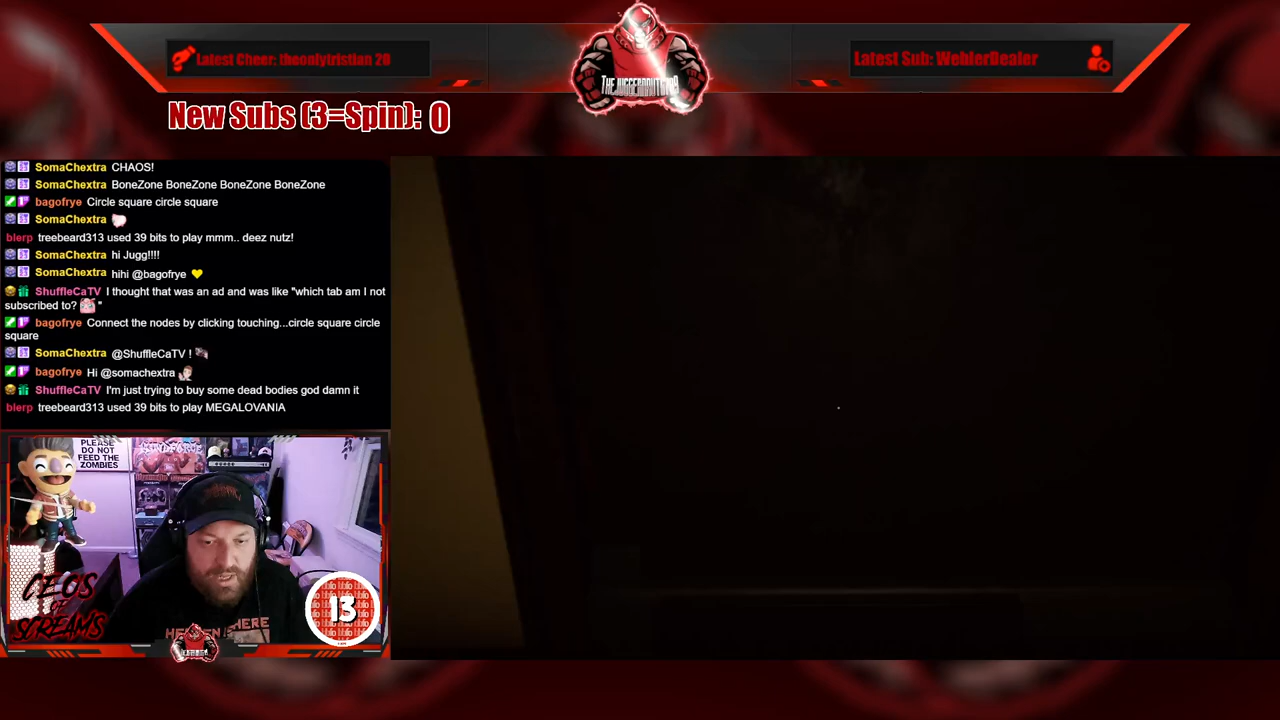 Latest Cheer: theonlytristian 20
THEJUGGERNUT0709
Latest Sub: WehlerDealer
New Subs (3=Spin): 0
SomaChextra CHAOS!
SomaChextra BoneZone BoneZone BoneZone BoneZone
bagofrye Circle square circle square
SomaChextra
blerp treebeard313 used 39 bits to play mmm.. deez nutz!
SomaChextra hi Jugg!!!!
SomaChextra hihi @bagofrye
ShuffleCaTV I thought that was an ad and was like "which tab am I not
subscribed to? "
bagofrye Connect the nodes by clicking touching...circle square circle
square
SomaChextra @ShuffleCaTV !
bagofrye Hi @somachextra
ShuffleCaTV I'm just trying to buy some dead bodies god damn it
blerp treebeard313 used 39 bits to play MEGALOVANIA
PLEASE
DO NOT
FEED THE
ZOMBIES
CEO'S
OF
SCREAMS
13